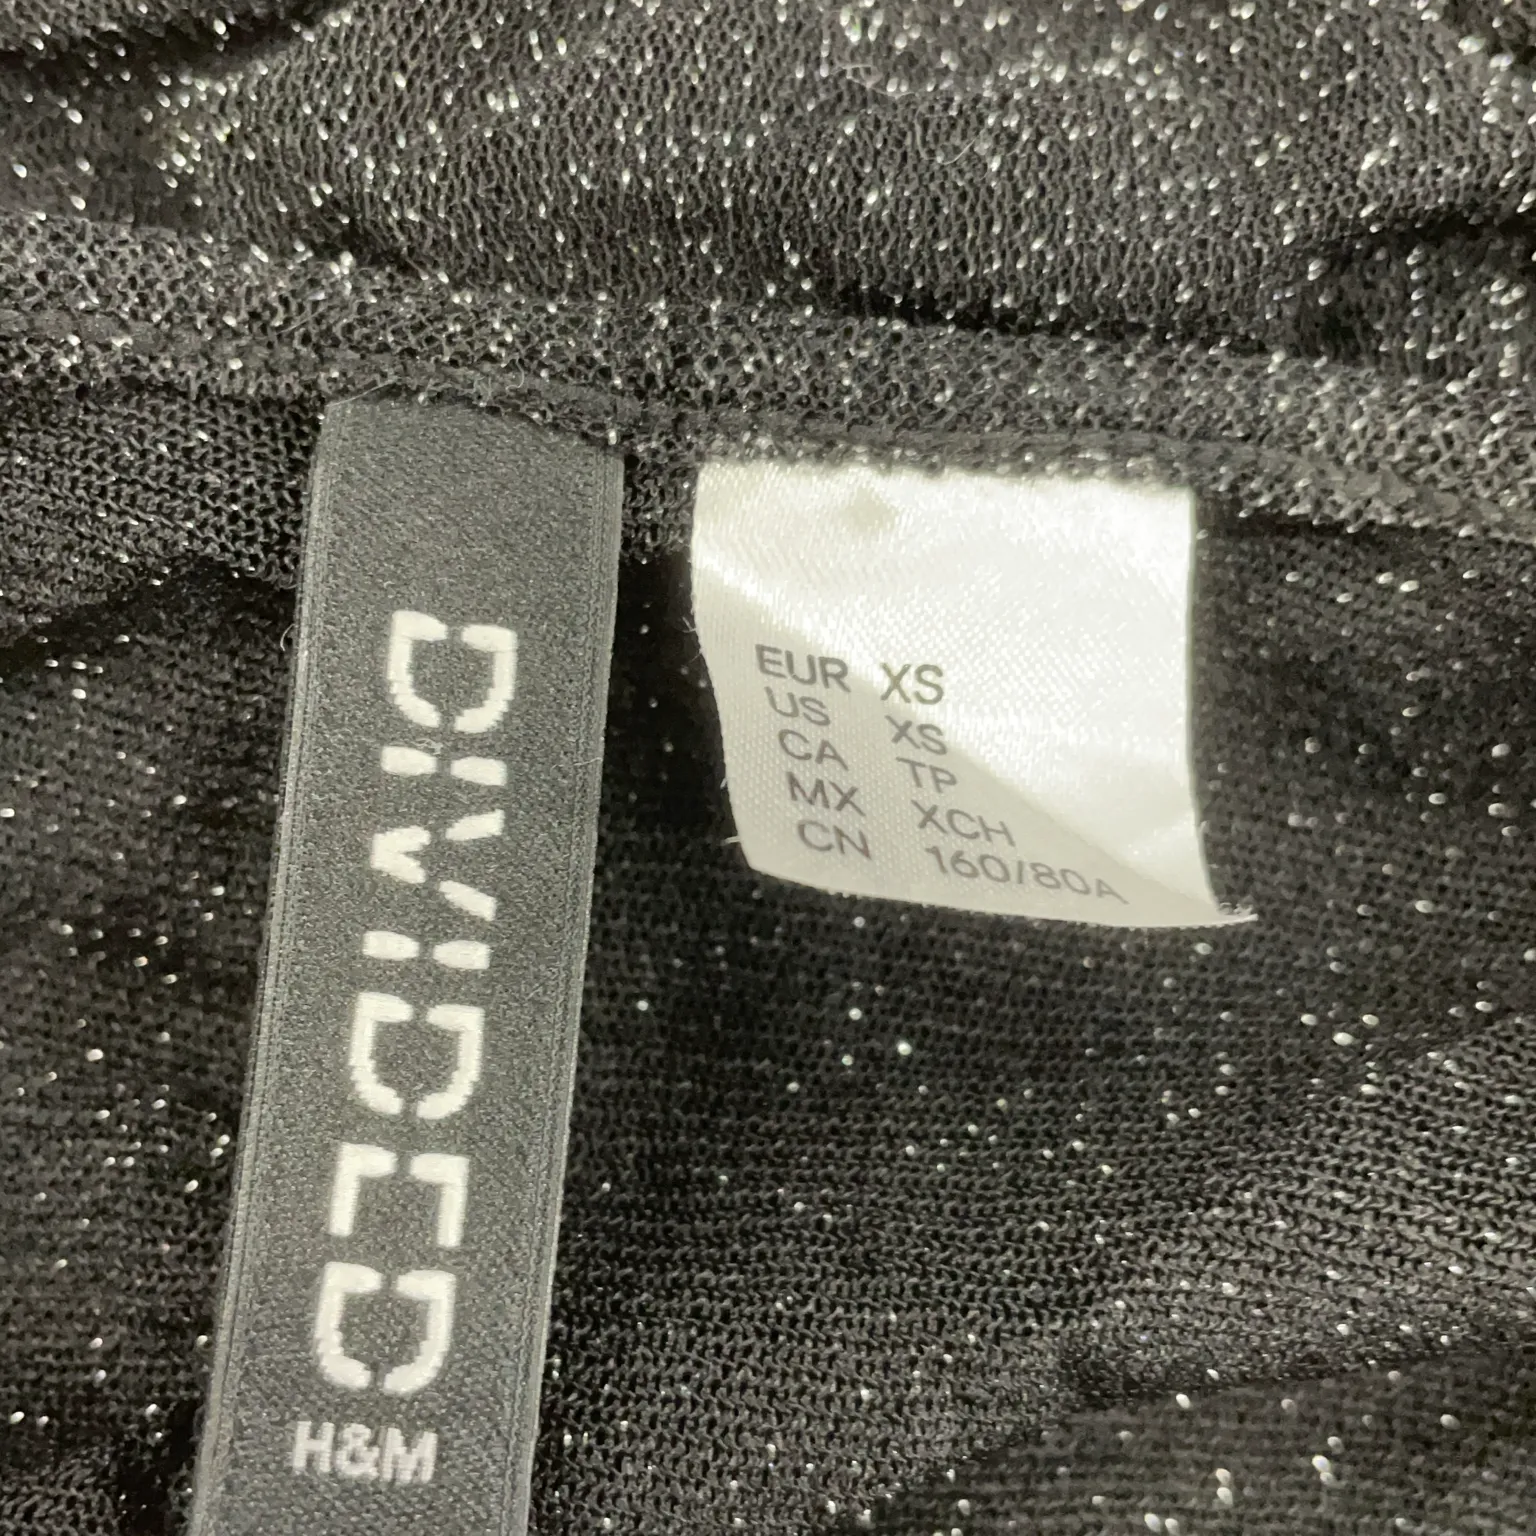 DIVIDED
H&M
EUR XS
US XS
CA TP
MX XCH
CN 160/80A